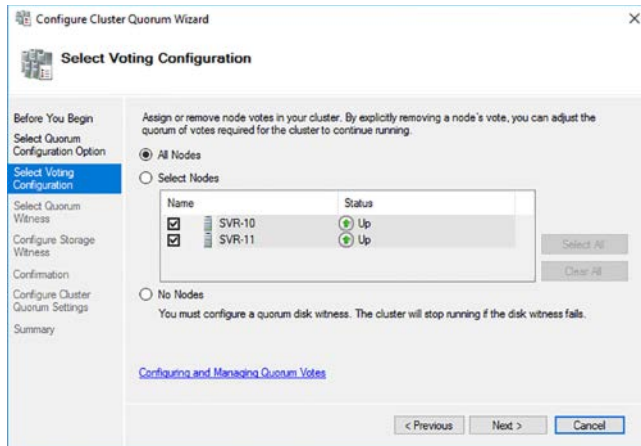 Configure Cluster Quorum Wizard
Select Voting Configuration
Before You Begin
Select Quorum
Configuration Option
Select Voting
Configuration
Select Quorum
Witness
Configure Storage
Witness
Confirmation
Configure Cluster
Quorum Settings
Summary
Assign or remove node votes in your cluster. By explicitly removing a node's vote, you can adjust the
quorum of votes required for the cluster to continue running.
All Nodes
Select Nodes
Name Status
SVR-10 Up
SVR-11 Up
Select All
Clear All
No Nodes
You must configure a quorum disk witness. The cluster will stop running if the disk witness fails.
Configuring and Managing Quorum Votes
< Previous Next > Cancel